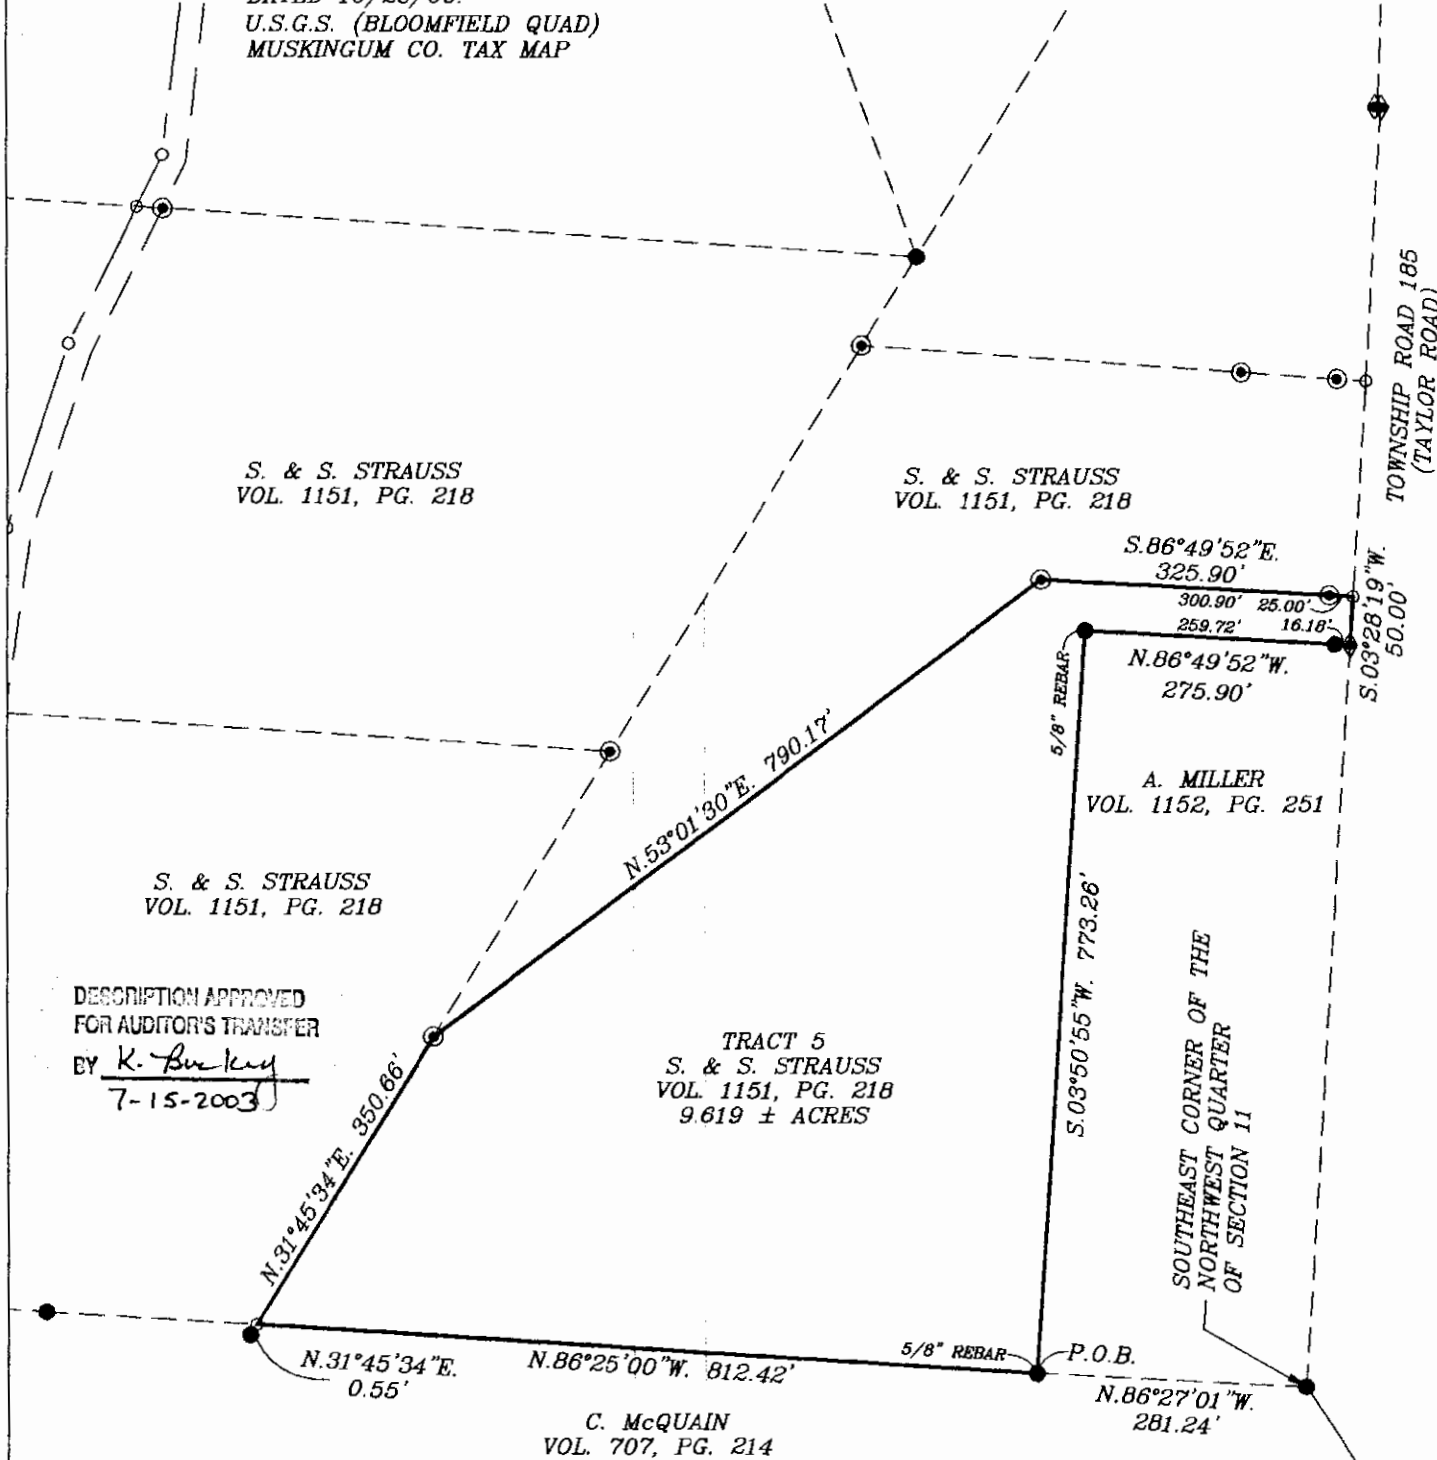 U.S.G.S. (BLOOMFIELD QUAD)
MUSKINGUM CO. TAX MAP
TOWNSHIP ROAD 185
(TAYLOR ROAD)
S. & S. STRAUSS
VOL. 1151, PG. 218
S. & S. STRAUSS
VOL. 1151, PG. 218
S.86°49'52"E.
325.90'
300.90' 25.00'
259.72' 16.18'
S.03°28'19"W.
50.00'
N.86°49'52"W.
275.90'
5/8" REBAR
N.53°01'30"E. 790.17'
A. MILLER
VOL. 1152, PG. 251
S. & S. STRAUSS
VOL. 1151, PG. 218
S.03°50'55"W. 773.26'
DESCRIPTION APPROVED
FOR AUDITOR'S TRANSFER
BY K. Buckey
7-15-2003
TRACT 5
S. & S. STRAUSS
VOL. 1151, PG. 218
9.619 ± ACRES
SOUTHEAST CORNER OF THE
NORTHWEST QUARTER
OF SECTION 11
N.31°45'34"E. 350.66'
N.31°45'34"E.
0.55'
N.86°25'00"W. 812.42'
5/8" REBAR
P.O.B.
N.86°27'01"W.
281.24'
C. McQUAIN
VOL. 707, PG. 214